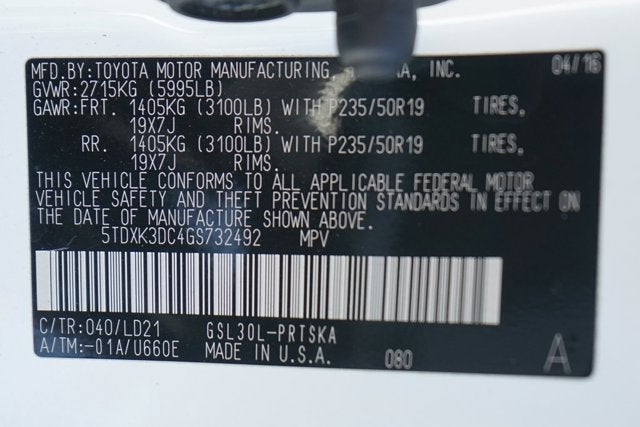 MFD.BY:TOYOTA MOTOR MANUFACTURING, INC. 04/16
GVWR:2715KG (5995LB)
GAWR:FRT. 1405KG (3100LB) WITH P235/50R19 TIRES,
19X7J RIMS.
RR. 1405KG (3100LB) WITH P235/50R19 TIRES,
19X7J RIMS.
THIS VEHICLE CONFORMS TO ALL APPLICABLE FEDERAL MOTOR
VEHICLE SAFETY AND THEFT PREVENTION STANDARDS IN EFFECT ON
THE DATE OF MANUFACTURE SHOWN ABOVE.
5TDXK3DC4GS732492 MPV
C/TR:040/LD21 GSL30L-PRTSKA
A/TM:-01A/U660E MADE IN U.S.A. 080 A